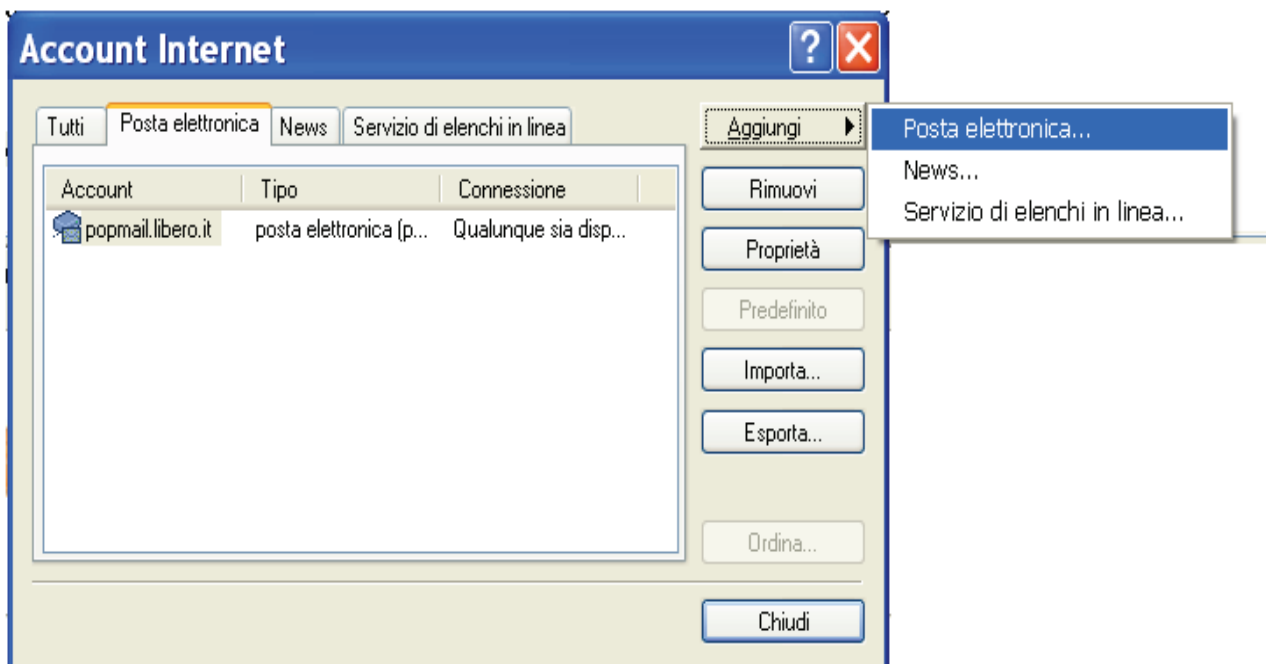 Account Internet
?
Tutti Posta elettronica News Servizio di elenchi in linea
Account Tipo Connessione
popmail.libero.it posta elettronica (p... Qualunque sia disp...
Aggiungi
Rimuovi
Proprietà
Predefinito
Importa...
Esporta...
Ordina...
Chiudi
Posta elettronica...
News...
Servizio di elenchi in linea...